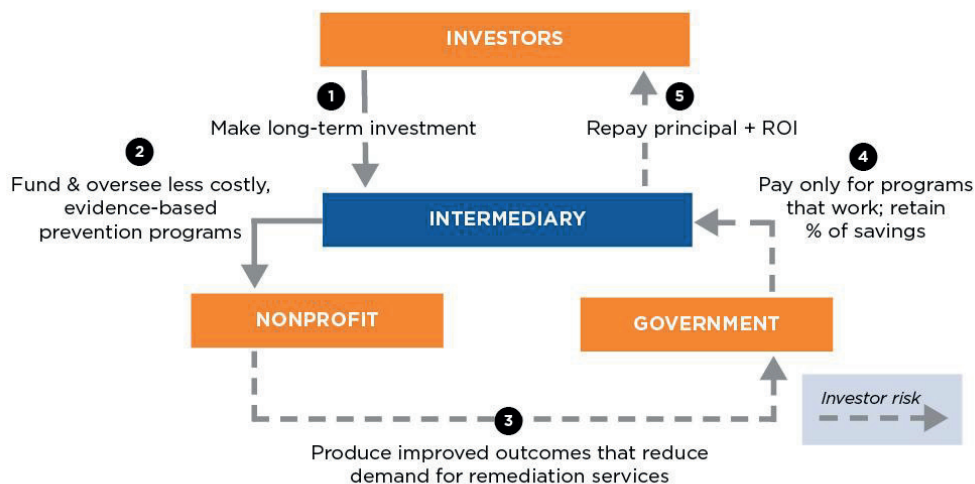 INVESTORS
1
Make long-term investment
5
Repay principal + ROI
2
Fund & oversee less costly,
evidence-based
prevention programs
4
Pay only for programs
that work; retain
% of savings
INTERMEDIARY
NONPROFIT
GOVERNMENT
Investor risk
3
Produce improved outcomes that reduce
demand for remediation services